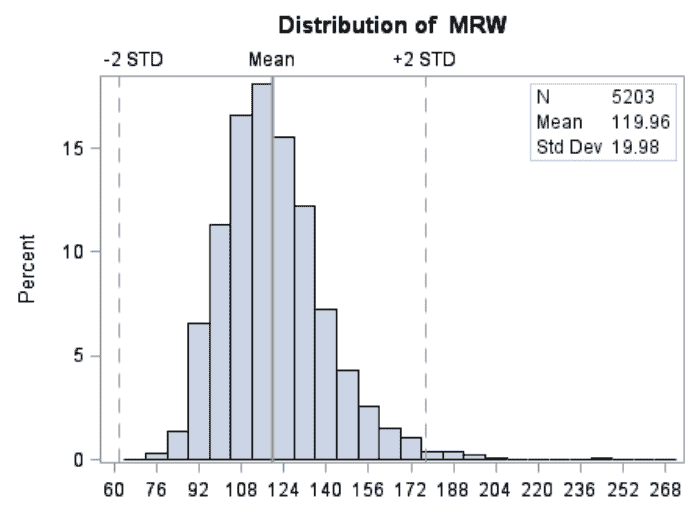 Distribution of MRW
-2 STD Mean +2 STD
N 5203
Mean 119.96
Std Dev 19.98
15
10
5
0
Percent
60 76 92 108 124 140 156 172 188 204 220 236 252 268